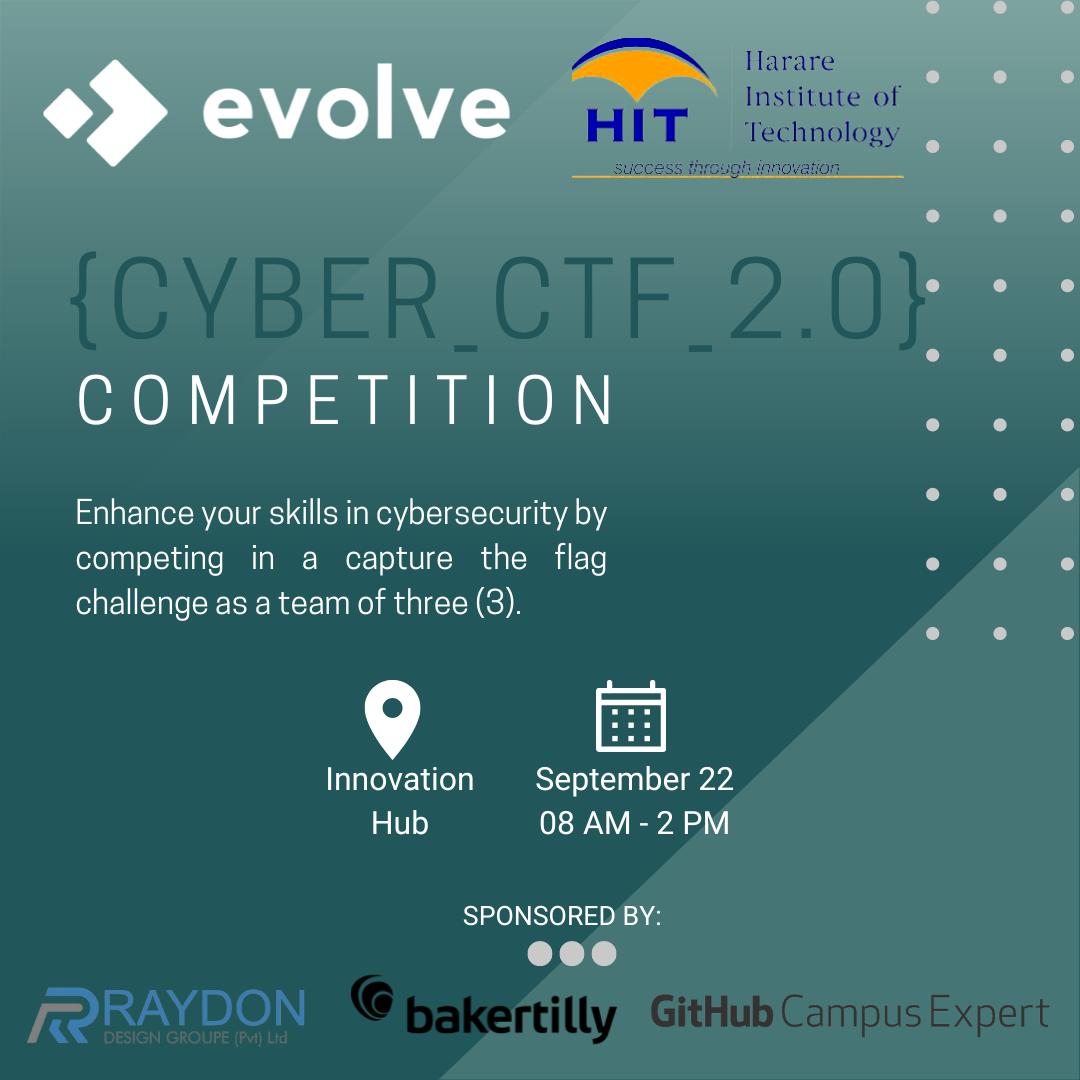 evolve
HIT
Harare
Institute of
Technology
success through innovation
{CYBER_CTF_2.0}
COMPETITION
Enhance your skills in cybersecurity by
competing in a capture the flag
challenge as a team of three (3).
Innovation
Hub
September 22
08 AM - 2 PM
SPONSORED BY:
RAYDON
DESIGN GROUPE (Pvt) Ltd
bakertilly
GitHub Campus Expert